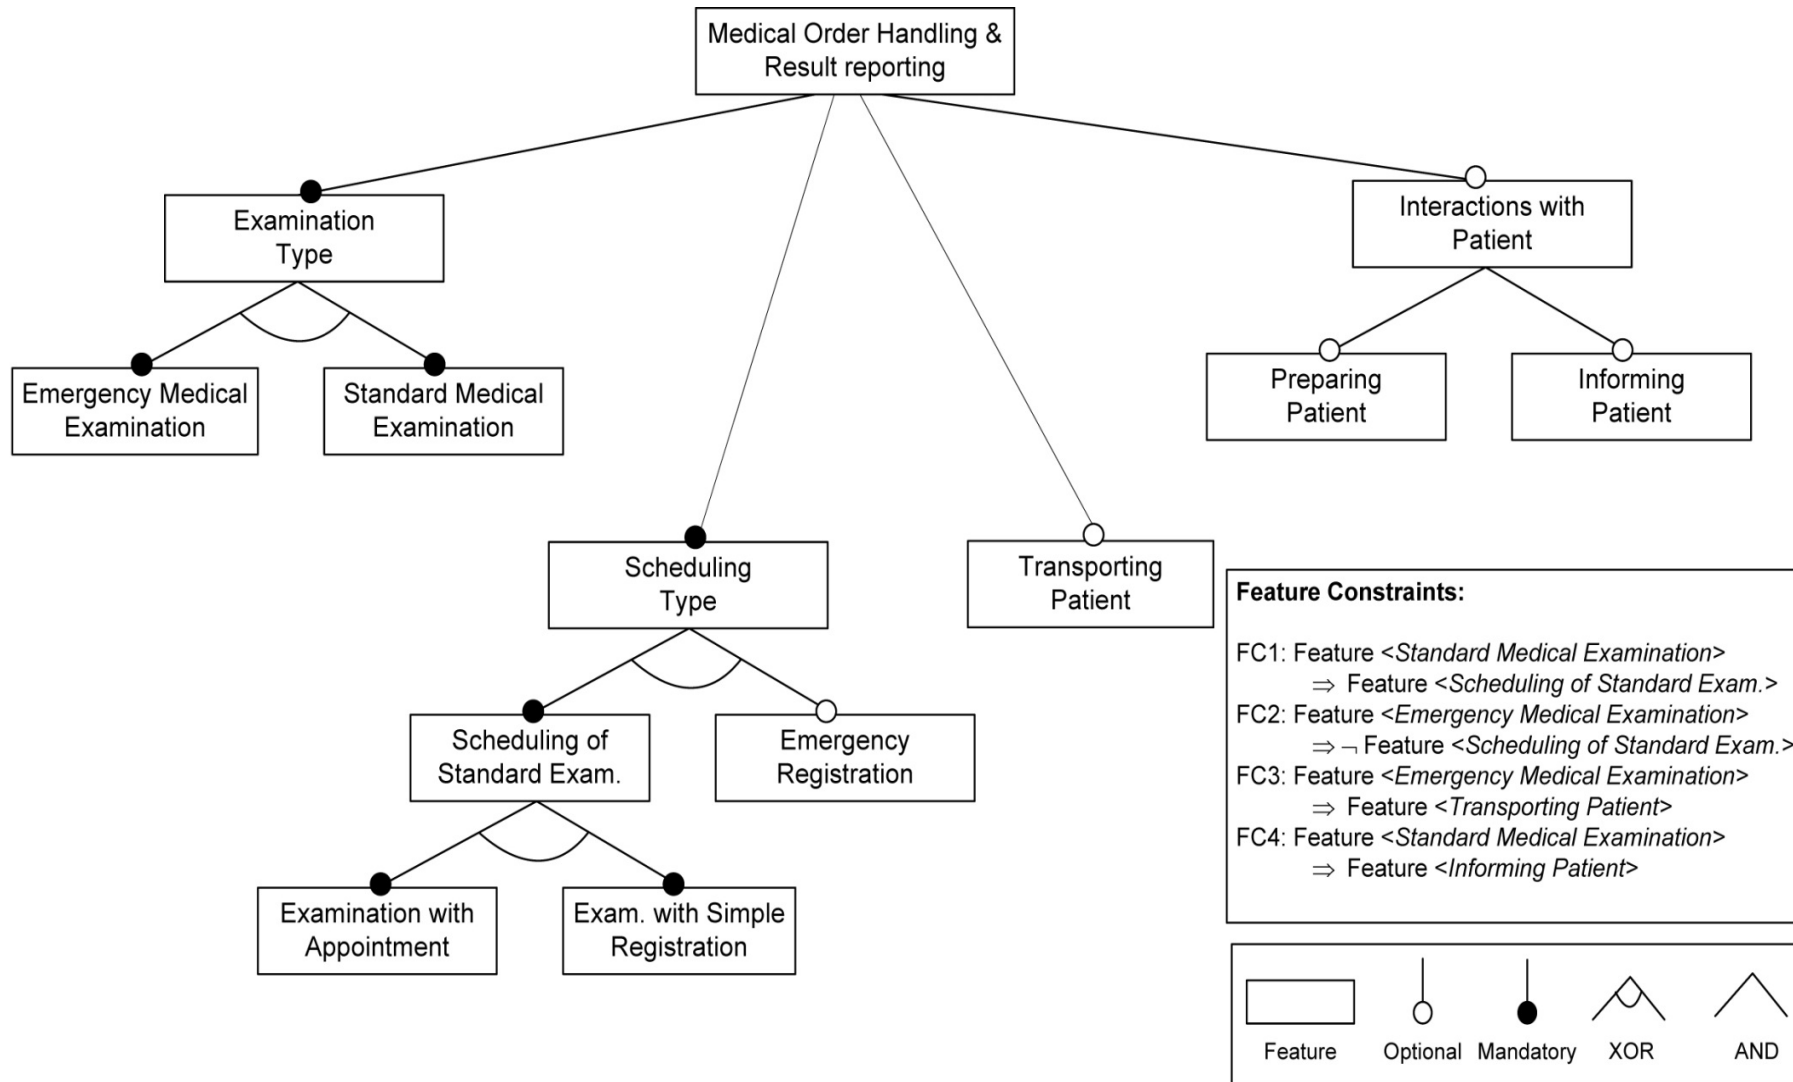 Medical Order Handling &
Result reporting
Examination
Type
Interactions with
Patient
Emergency Medical
Examination
Standard Medical
Examination
Preparing
Patient
Informing
Patient
Scheduling
Type
Transporting
Patient
Scheduling of
Standard Exam.
Emergency
Registration
Examination with
Appointment
Exam. with Simple
Registration
Feature Constraints:
FC1: Feature <Standard Medical Examination>
⇒ Feature <Scheduling of Standard Exam.>
FC2: Feature <Emergency Medical Examination>
⇒ ¬ Feature <Scheduling of Standard Exam.>
FC3: Feature <Emergency Medical Examination>
⇒ Feature <Transporting Patient>
FC4: Feature <Standard Medical Examination>
⇒ Feature <Informing Patient>
Feature Optional Mandatory XOR AND